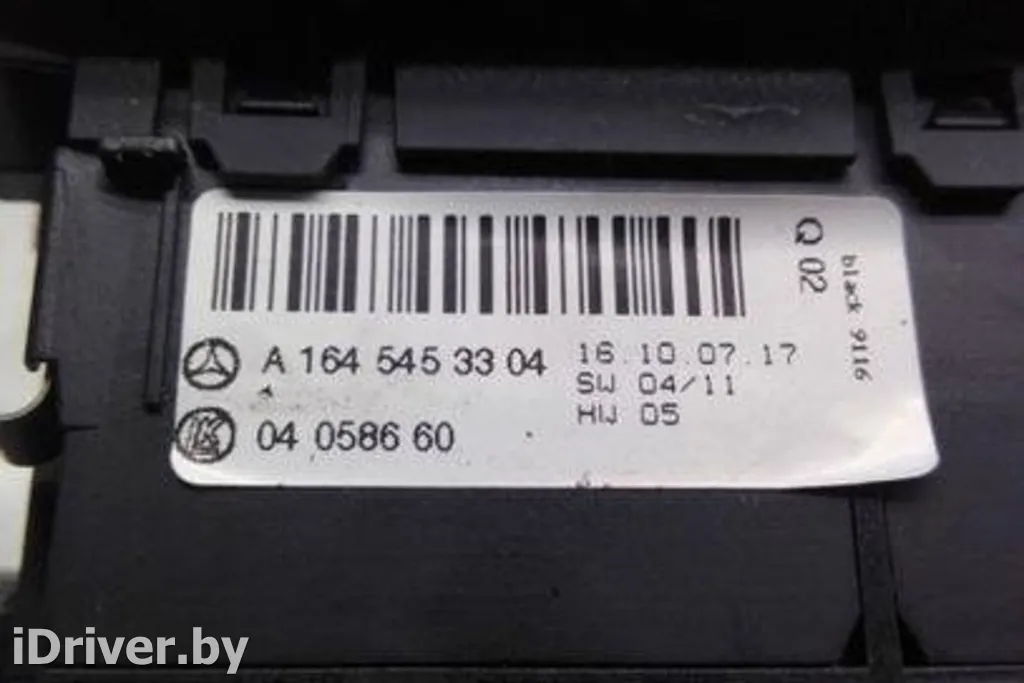 A 164 545 33 04
04 0586 60
16.10.07.17
SW 04/11
HW 05
Q 02
black 9116
iDriver.by